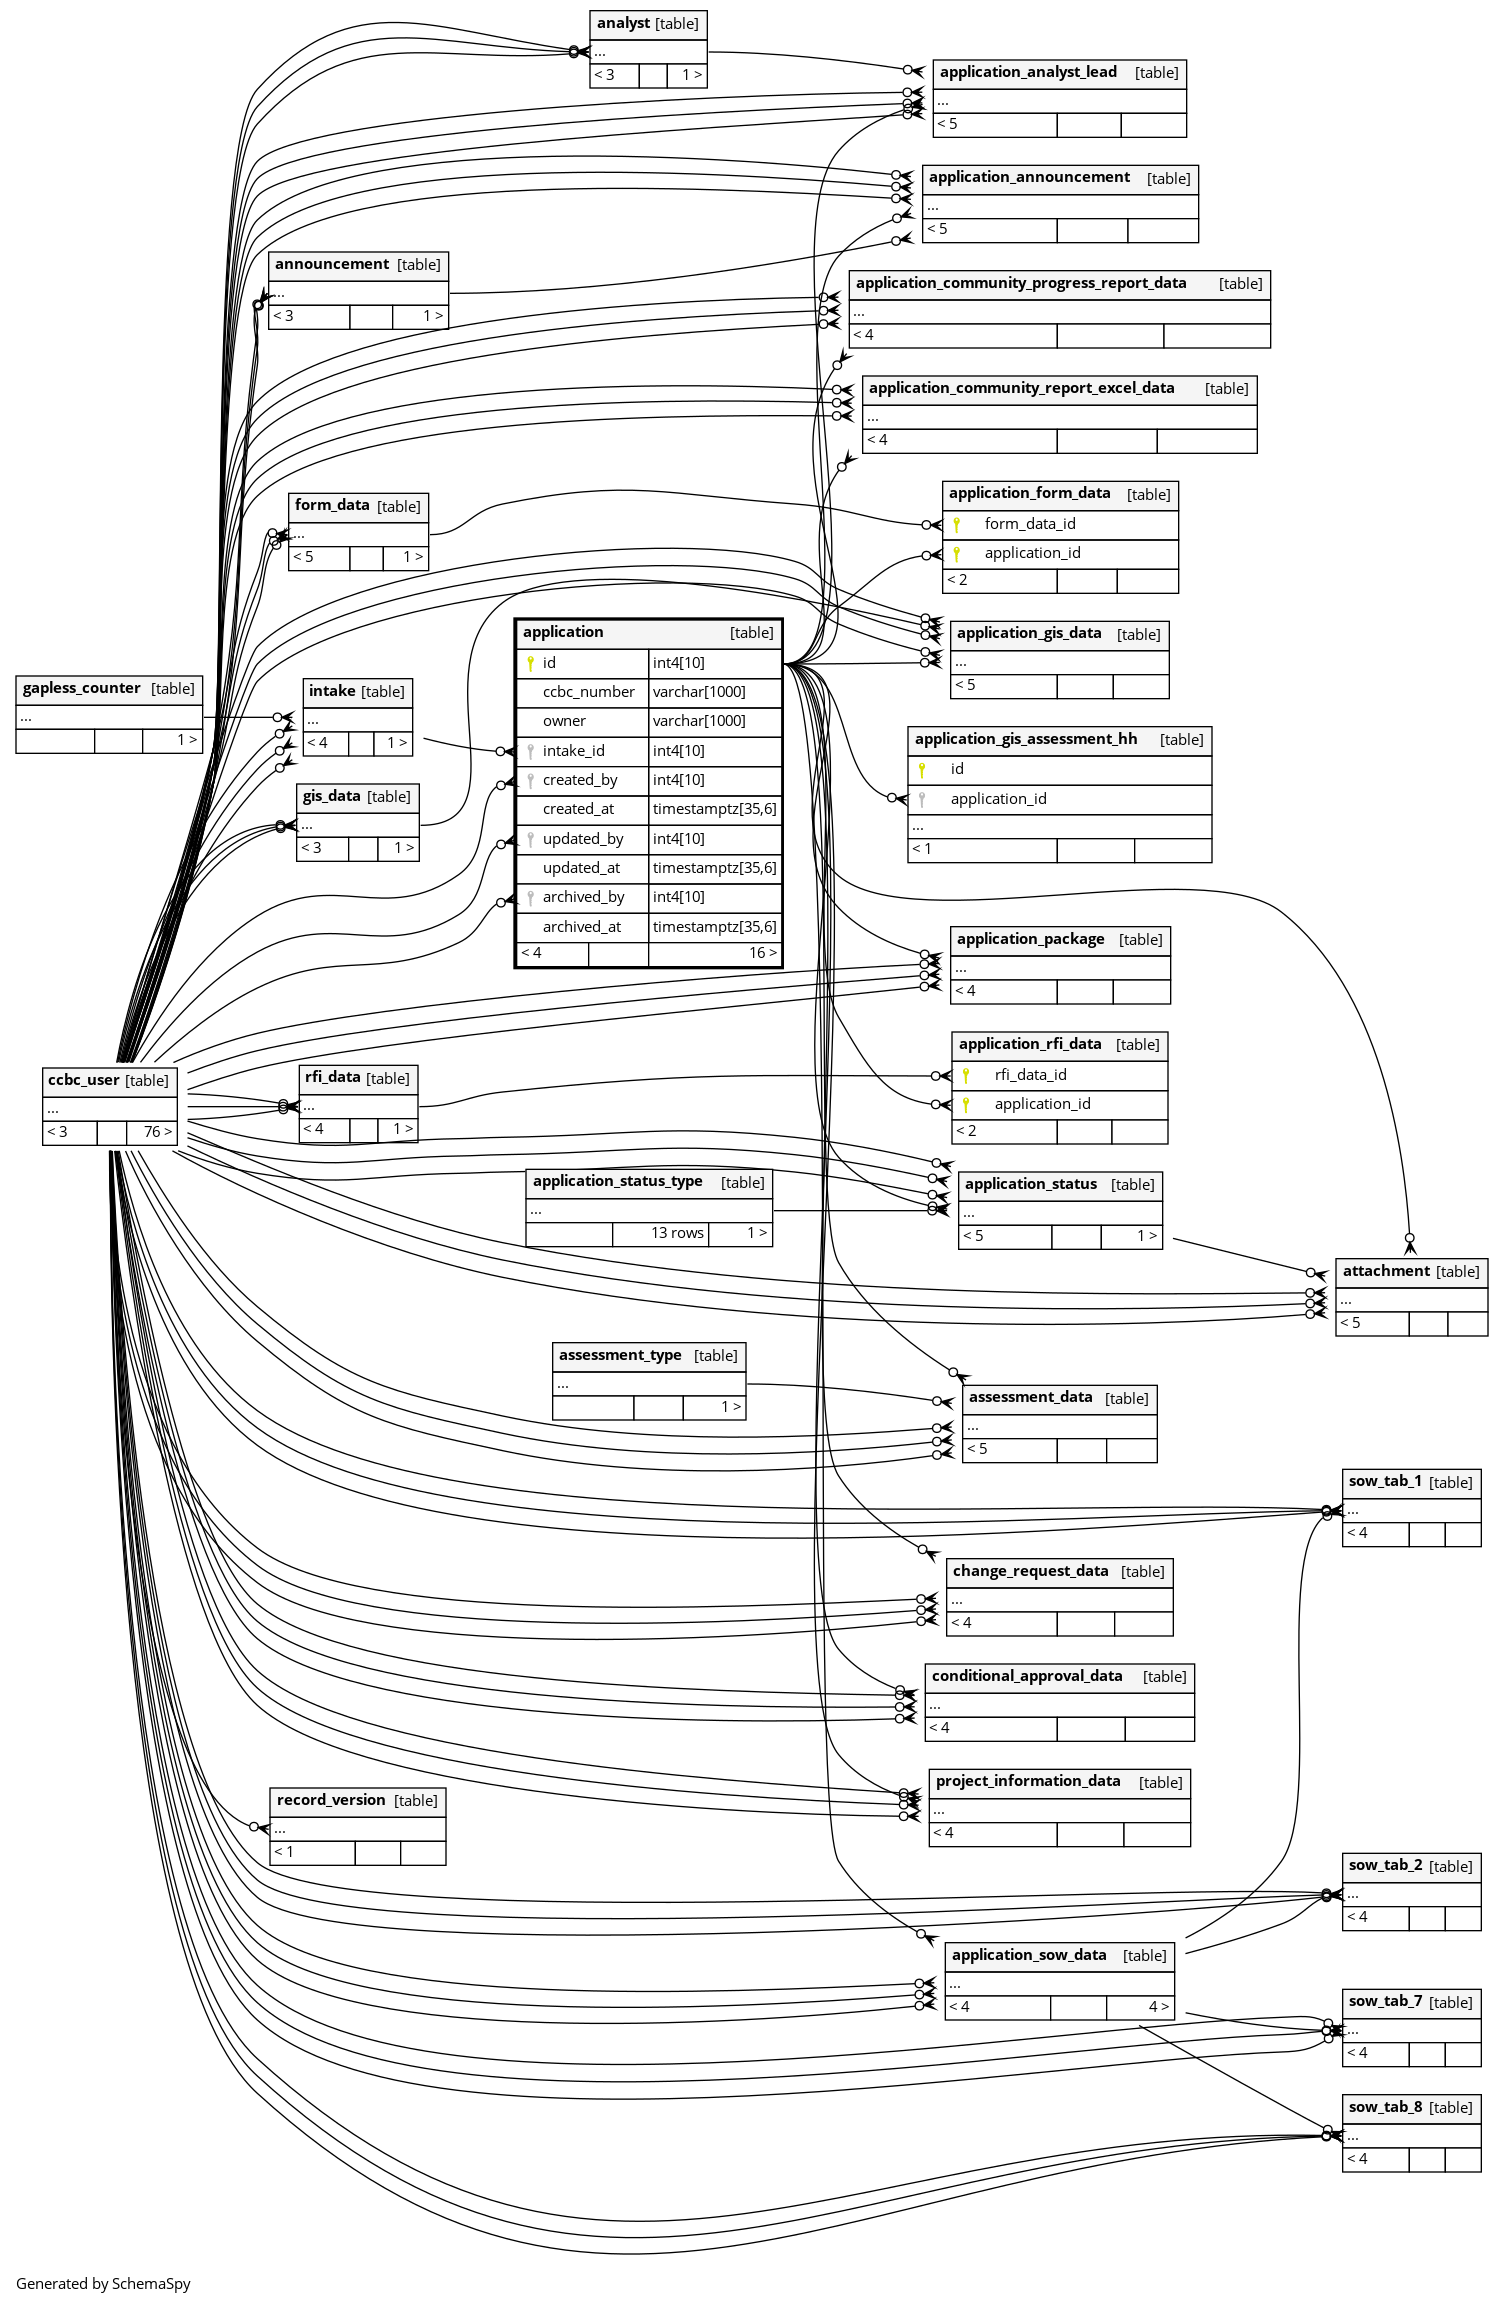 analyst [table]
...
< 3 1 >
application_analyst_lead [table]
...
< 5
application_announcement [table]
...
< 5
announcement [table]
...
< 3 1 >
application_community_progress_report_data [table]
...
< 4
application_community_report_excel_data [table]
...
< 4
form_data [table]
...
< 5 1 >
application_form_data [table]
form_data_id
application_id
< 2
application [table]
id int4[10]
ccbc_number varchar[1000]
owner varchar[1000]
intake_id int4[10]
created_by int4[10]
created_at timestamptz[35,6]
updated_by int4[10]
updated_at timestamptz[35,6]
archived_by int4[10]
archived_at timestamptz[35,6]
< 4 16 >
application_gis_data [table]
...
< 5
gapless_counter [table]
...
1 >
intake [table]
...
< 4 1 >
gis_data [table]
...
< 3 1 >
application_gis_assessment_hh [table]
id
application_id
...
< 1
application_package [table]
...
< 4
application_rfi_data [table]
rfi_data_id
application_id
< 2
ccbc_user [table]
...
< 3 76 >
rfi_data [table]
...
< 4 1 >
application_status_type [table]
...
13 rows 1 >
application_status [table]
...
< 5 1 >
attachment [table]
...
< 5
assessment_type [table]
...
1 >
assessment_data [table]
...
< 5
sow_tab_1 [table]
...
< 4
change_request_data [table]
...
< 4
conditional_approval_data [table]
...
< 4
project_information_data [table]
...
< 4
record_version [table]
...
< 1
sow_tab_2 [table]
...
< 4
application_sow_data [table]
...
< 4 4 >
sow_tab_7 [table]
...
< 4
sow_tab_8 [table]
...
< 4
Generated by SchemaSpy